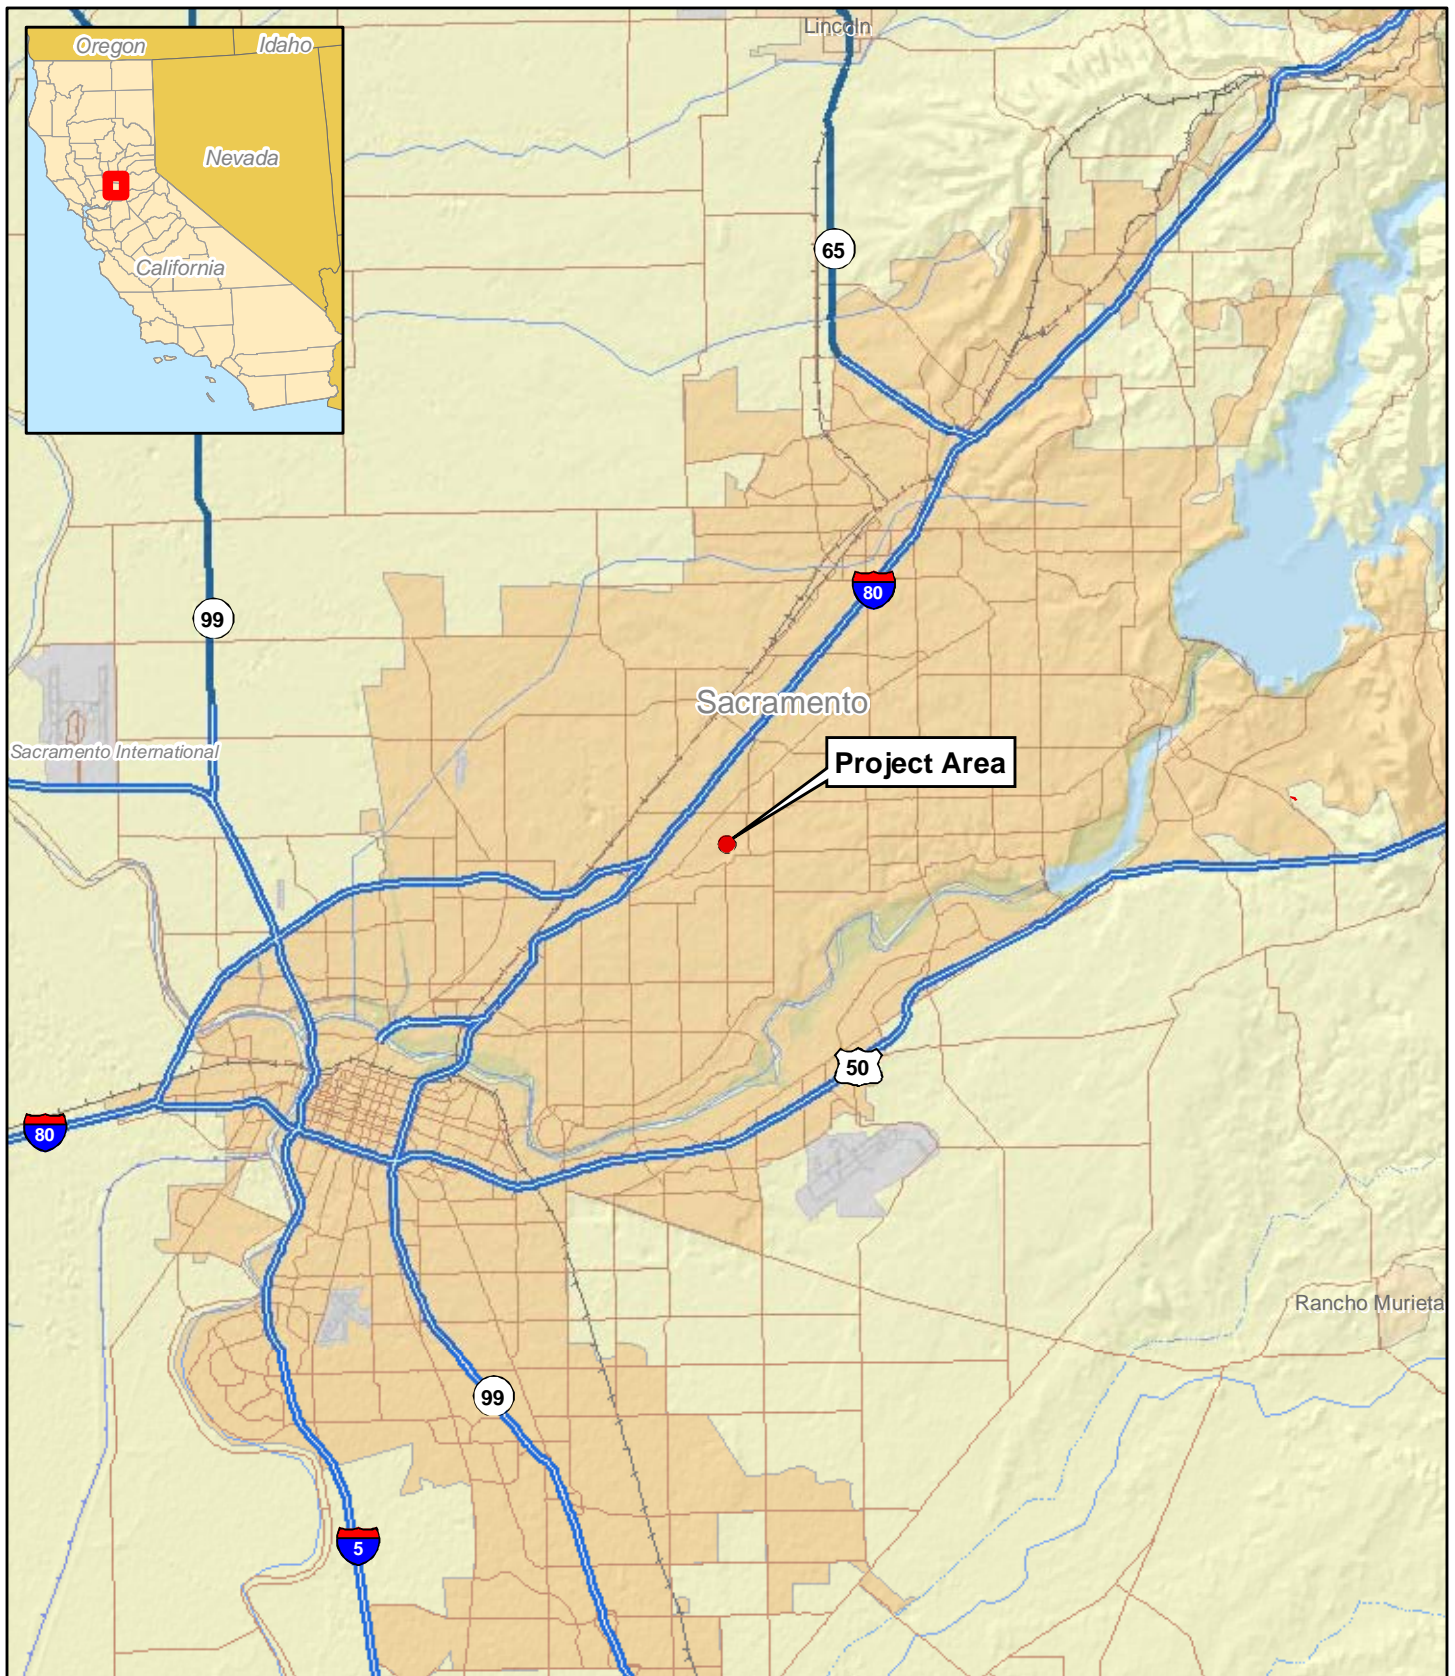 Lincoln
Oregon
Idaho
Nevada
California
65
80
99
Sacramento
Sacramento International
Project Area
50
80
Rancho Murieta
99
5